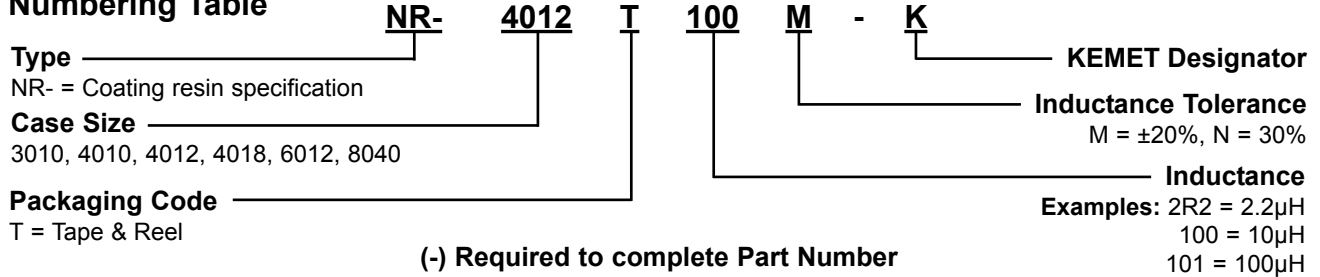 Numbering Table
NR- 4012 T 100 M - K
Type
NR- = Coating resin specification
Case Size
3010, 4010, 4012, 4018, 6012, 8040
Packaging Code
T = Tape & Reel
KEMET Designator
Inductance Tolerance
M = ±20%, N = 30%
Inductance
Examples: 2R2 = 2.2µH
100 = 10µH
101 = 100µH
(-) Required to complete Part Number